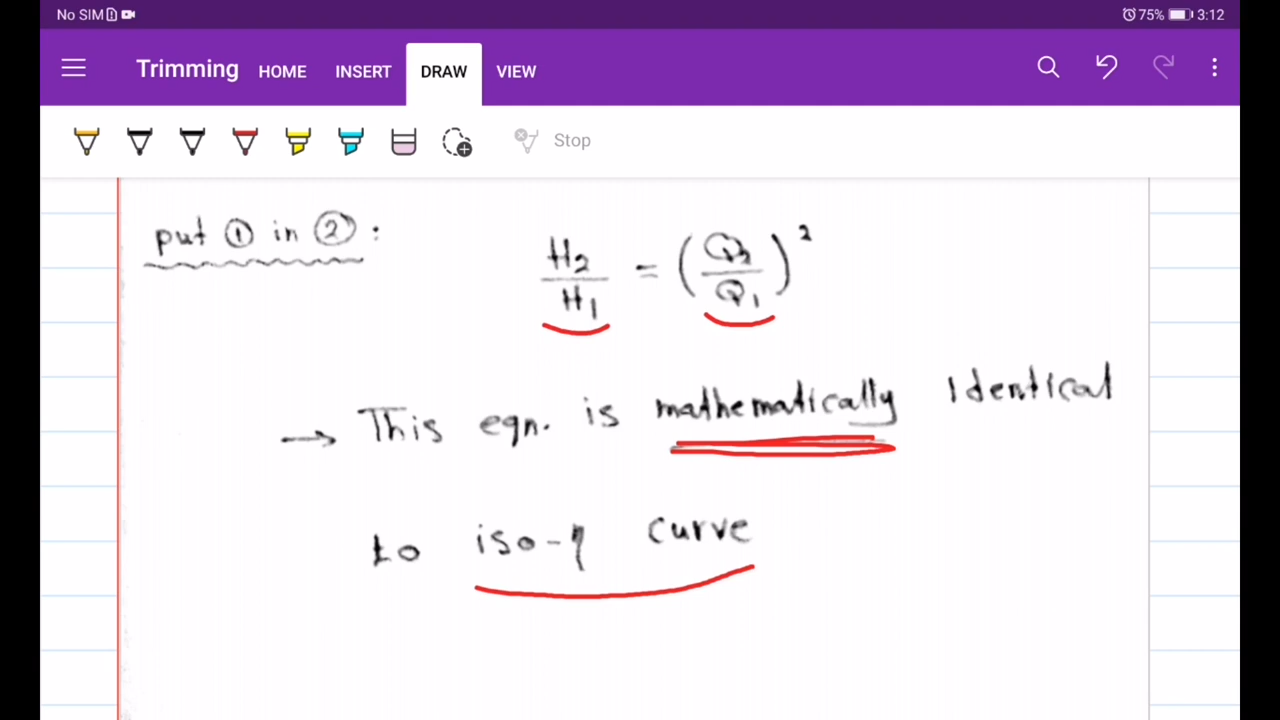 No SIM 75% 3:12
Trimming HOME INSERT DRAW VIEW
Stop
put ① in ② :
H₂/H₁ = (Q₂/Q₁)²
→ This eqn. is mathematically identical
to iso-η curve